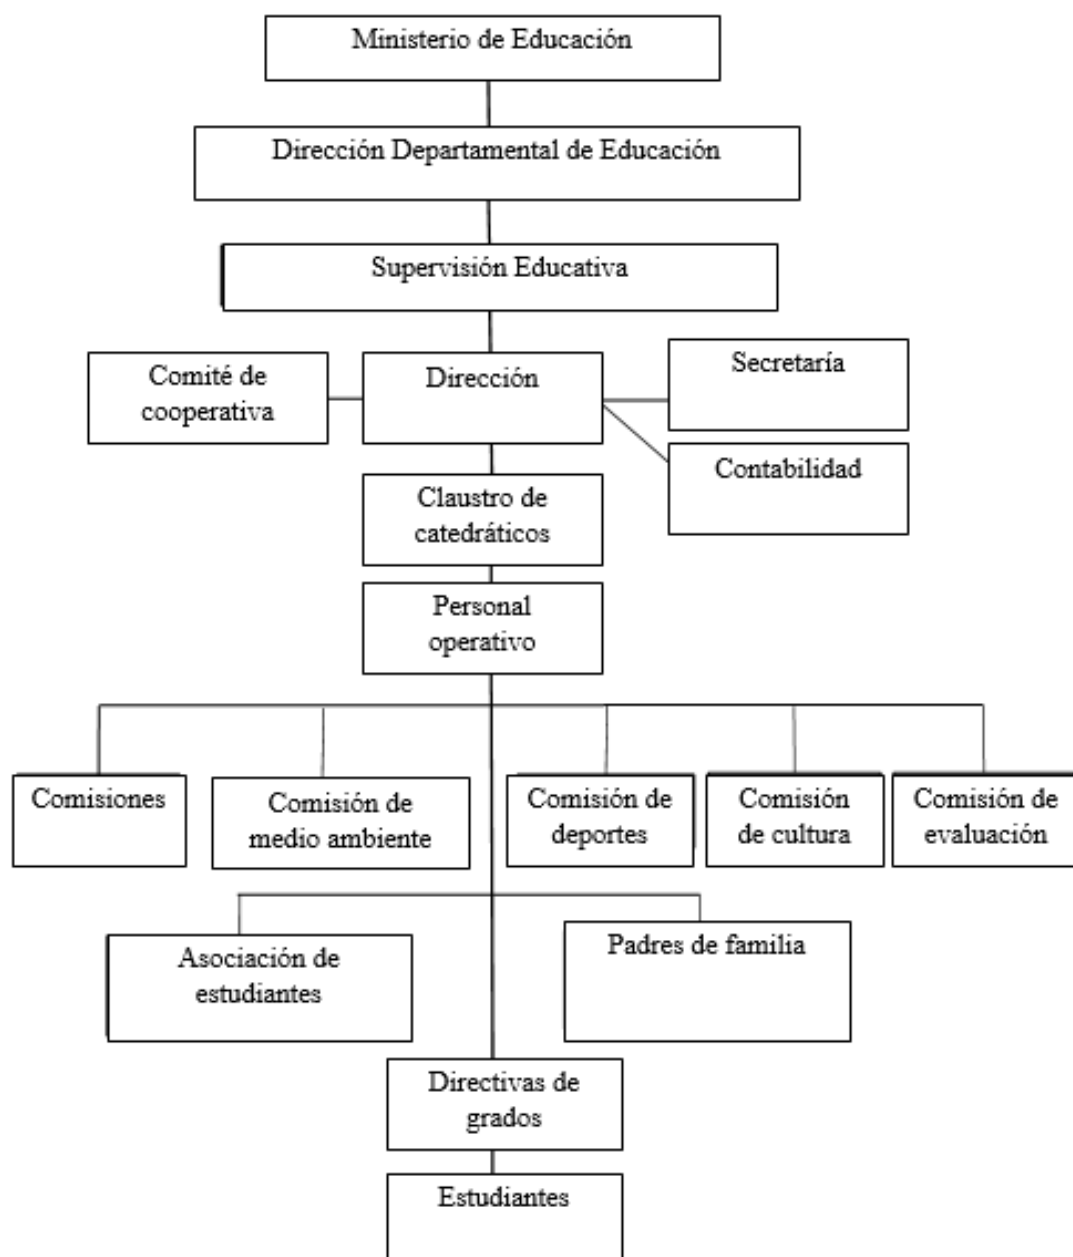 Ministerio de Educación
Dirección Departamental de Educación
Supervisión Educativa
Comité de
cooperativa
Dirección
Secretaría
Contabilidad
Claustro de
catedráticos
Personal
operativo
Comisiones
Comisión de
medio ambiente
Comisión de
deportes
Comisión
de cultura
Comisión de
evaluación
Asociación de
estudiantes
Padres de familia
Directivas de
grados
Estudiantes